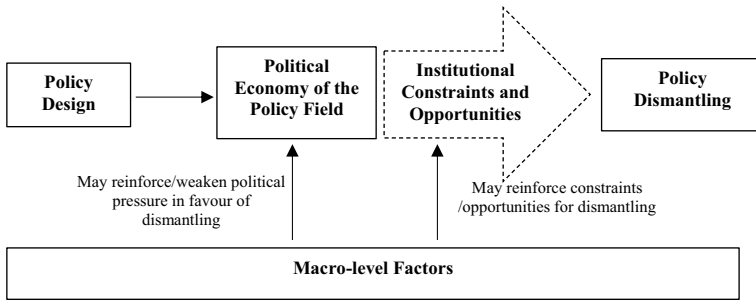 Policy
Design
Political
Economy of the
Policy Field
Institutional
Constraints and
Opportunities
Policy
Dismantling
May reinforce/weaken political
pressure in favour of
dismantling
May reinforce constraints
/opportunities for dismantling
Macro-level Factors